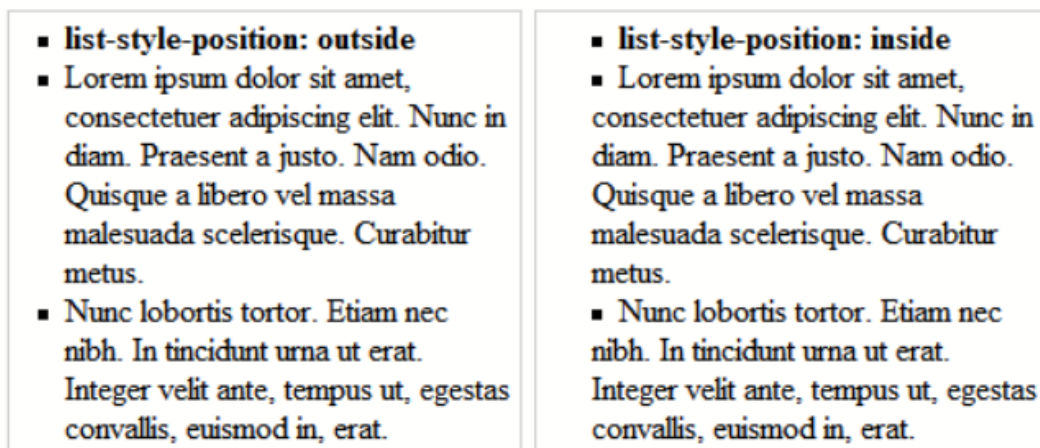 ▪ list-style-position: outside
▪ Lorem ipsum dolor sit amet,
consectetuer adipiscing elit. Nunc in
diam. Praesent a justo. Nam odio.
Quisque a libero vel massa
malesuada scelerisque. Curabitur
metus.
▪ Nunc lobortis tortor. Etiam nec
nibh. In tincidunt urna ut erat.
Integer velit ante, tempus ut, egestas
convallis, euismod in, erat.
▪ list-style-position: inside
▪ Lorem ipsum dolor sit amet,
consectetuer adipiscing elit. Nunc in
diam. Praesent a justo. Nam odio.
Quisque a libero vel massa
malesuada scelerisque. Curabitur
metus.
▪ Nunc lobortis tortor. Etiam nec
nibh. In tincidunt urna ut erat.
Integer velit ante, tempus ut, egestas
convallis, euismod in, erat.